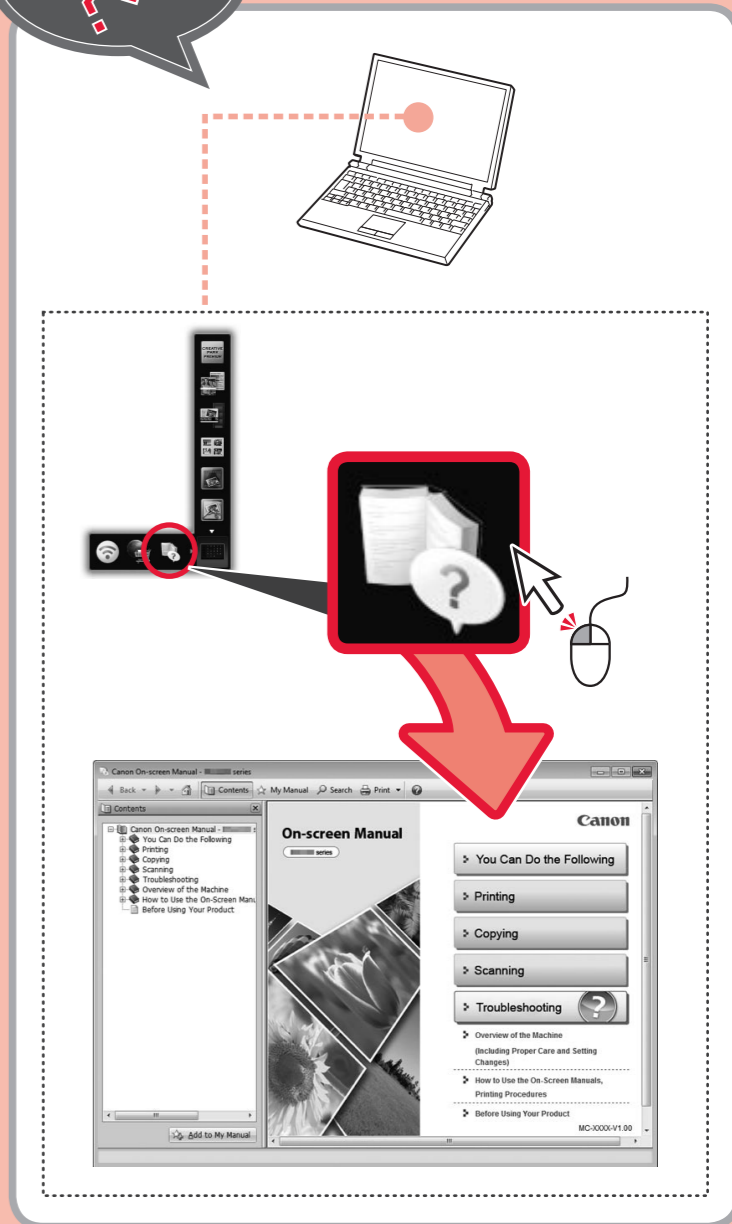 ?
CREATIVE
PARK
PREMIUM
?
Canon On-screen Manual - series
Back Contents My Manual Search Print
Contents
Canon On-screen Manual -
You Can Do the Following
Printing
Copying
Scanning
Troubleshooting
Overview of the Machine
How to Use the On-Screen Manu
Before Using Your Product
Add to My Manual
On-screen Manual
series
Canon
You Can Do the Following
Printing
Copying
Scanning
Troubleshooting ?
Overview of the Machine
(Including Proper Care and Setting
Changes)
How to Use the On-Screen Manuals,
Printing Procedures
Before Using Your Product
MC-XXXX-V1.00